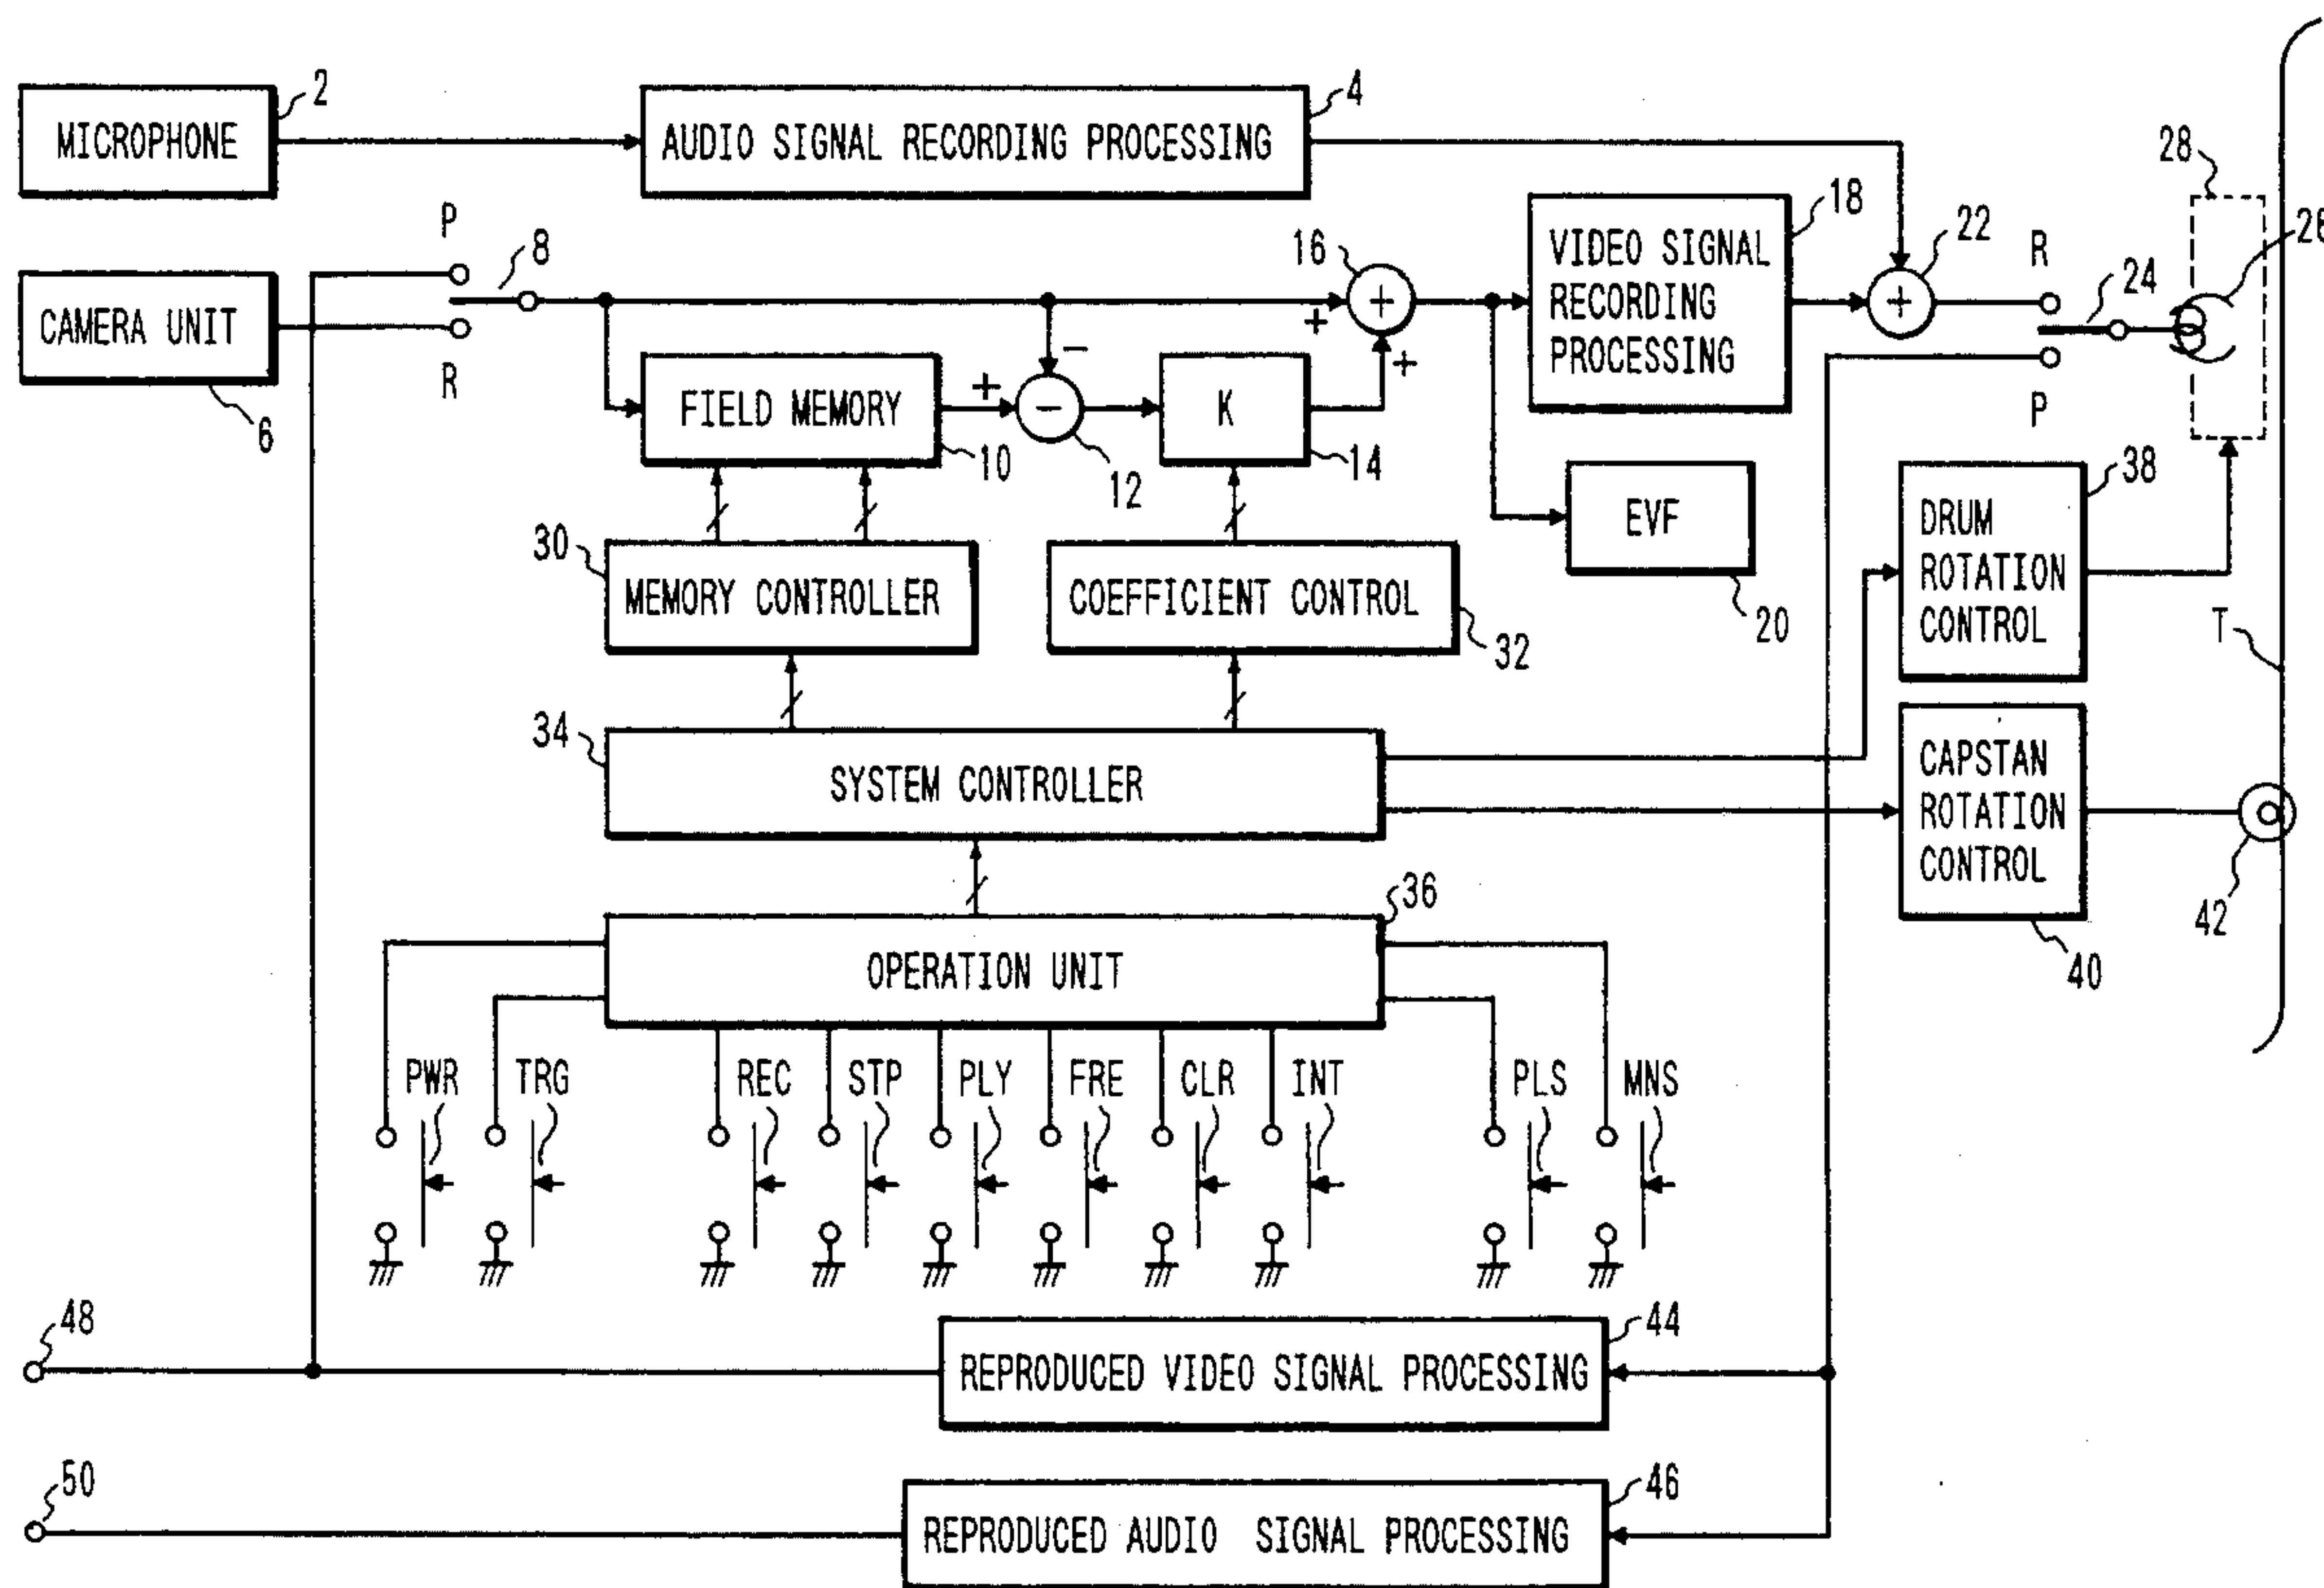 2
4
MICROPHONE
AUDIO SIGNAL RECORDING PROCESSING
28
P
8
18
26
CAMERA UNIT
R
6
16
+
+
+
VIDEO SIGNAL
RECORDING
PROCESSING
22
+
R
24
P
FIELD MEMORY
10
+
−
−
12
K
14
EVF
20
38
DRUM
ROTATION
CONTROL
T
30
MEMORY CONTROLLER
COEFFICIENT CONTROL
32
34
SYSTEM CONTROLLER
CAPSTAN
ROTATION
CONTROL
40
42
36
OPERATION UNIT
PWR
TRG
REC
STP
PLY
FRE
CLR
INT
PLS
MNS
48
44
REPRODUCED VIDEO SIGNAL PROCESSING
50
46
REPRODUCED AUDIO SIGNAL PROCESSING